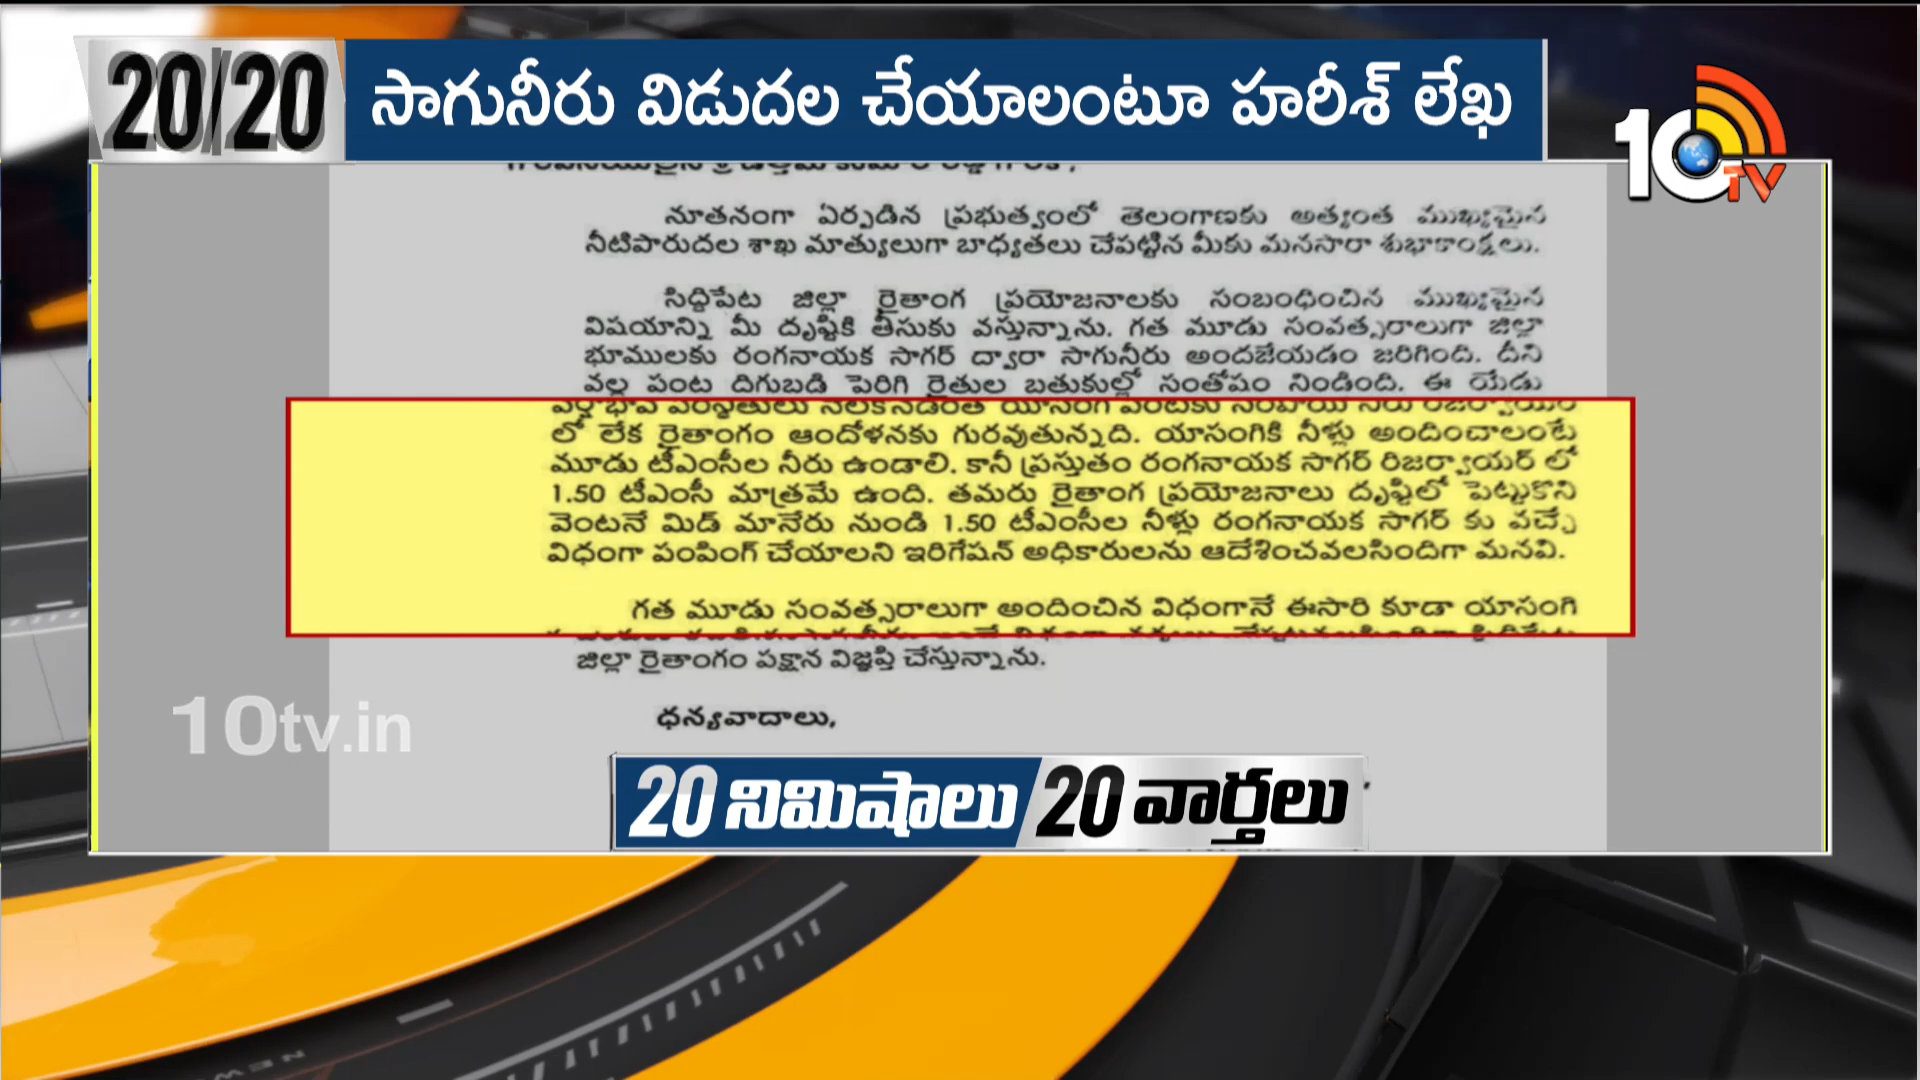 20/20 సాగునీరు విడుదల చేయాలంటూ హరీశ్ లేఖ
10TV
నూతనంగా ఏర్పడిన ప్రభుత్వంలో తెలంగాణకు అత్యంత ముఖ్యమైన
నీటిపారుదల శాఖ మాత్యులుగా బాధ్యతలు చేపట్టిన మీకు మనసారా శుభాకాంక్షలు.
సిద్దిపేట జిల్లా రైతాంగ ప్రయోజనాలకు సంబంధించిన ముఖ్యమైన
విషయాన్ని మీ దృష్టికి తీసుకు వస్తున్నాను. గత మూడు సంవత్సరాలుగా జిల్లా
భూములకు రంగనాయక సాగర్ ద్వారా సాగునీరు అందజేయడం జరిగింది. దీని
వల్ల పంట దిగుబడి పెరిగి రైతుల బతుకుల్లో సంతోషం నిండింది. ఈ యేడు
లో లేక రైతాంగం ఆందోళనకు గురవుతున్నది. యాసంగికి నీళ్లు అందించాలంటే
మూడు టీఎంసీల నీరు ఉండాలి. కానీ ప్రస్తుతం రంగనాయక సాగర్ రిజర్వాయర్ లో
1.50 టీఎంసీ మాత్రమే ఉంది. తమరు రైతాంగ ప్రయోజనాలు దృష్టిలో పెట్టుకొని
వెంటనే మిడ్ మానేరు నుండి 1.50 టీఎంసీల నీళ్లు రంగనాయక సాగర్ కు వచ్చే
విధంగా పంపింగ్ చేయాలని ఇరిగేషన్ అధికారులను ఆదేశించవలసిందిగా మనవి.
గత మూడు సంవత్సరాలుగా అందించిన విధంగానే ఈసారి కూడా యాసంగి
జిల్లా రైతాంగం పక్షాన విజ్ఞప్తి చేస్తున్నాను.
ధన్యవాదాలు,
10tv.in
20 నిమిషాలు 20 వార్తలు
NEW